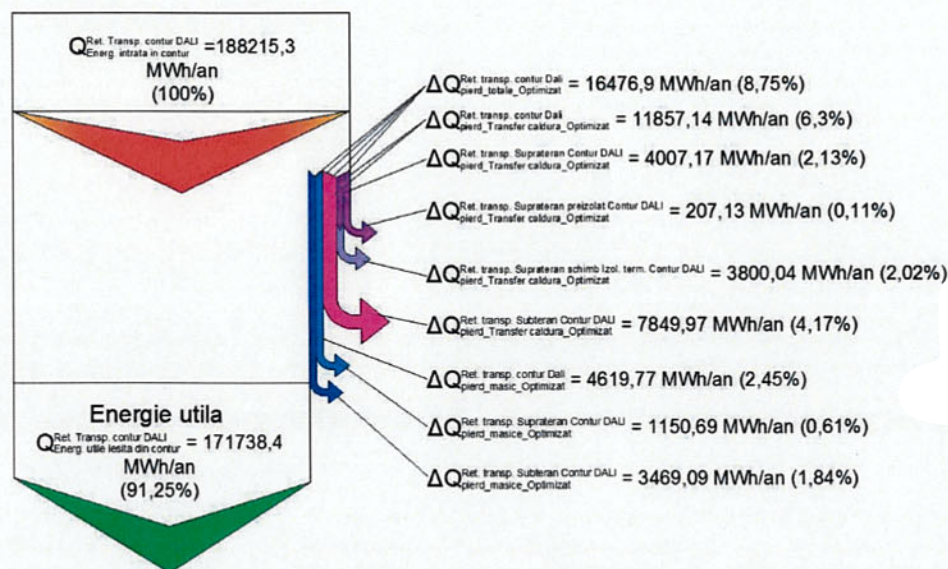 Q Ret. Transp. contur DALI Energ. intrata in contur =188215,3
MWh/an
(100%)
ΔQ Ret. transp. contur Dali pierd_totale_Optimizat = 16476,9 MWh/an (8,75%)
ΔQ Ret. transp. contur Dali pierd_Transfer caldura_Optimizat = 11857,14 MWh/an (6,3%)
ΔQ Ret. transp. Suprateran Contur DALI pierd_Transfer caldura_Optimizat = 4007,17 MWh/an (2,13%)
ΔQ Ret. transp. Suprateran preizolat Contur DALI pierd_Transfer caldura_Optimizat = 207,13 MWh/an (0,11%)
ΔQ Ret. transp. Suprateran schimb Izol. term. Contur DALI pierd_Transfer caldura_Optimizat = 3800,04 MWh/an (2,02%)
ΔQ Ret. transp. Subteran Contur DALI pierd_Transfer caldura_Optimizat = 7849,97 MWh/an (4,17%)
ΔQ Ret. transp. contur Dali pierd_masic_Optimizat = 4619,77 MWh/an (2,45%)
ΔQ Ret. transp. Suprateran Contur DALI pierd_masice_Optimizat = 1150,69 MWh/an (0,61%)
ΔQ Ret. transp. Subteran Contur DALI pierd_masice_Optimizat = 3469,09 MWh/an (1,84%)
Energie utila
Q Ret. Transp. contur DALI Energ. utile iesita din contur = 171738,4
MWh/an
(91,25%)